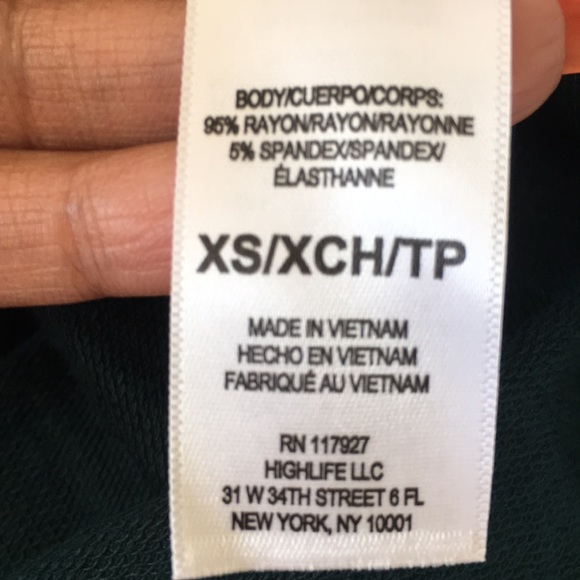 BODY/CUERPO/CORPS:
95% RAYON/RAYON/RAYONNE
5% SPANDEX/SPANDEX/
ÉLASTHANNE
XS/XCH/TP
MADE IN VIETNAM
HECHO EN VIETNAM
FABRIQUÉ AU VIETNAM
RN 117927
HIGHLIFE LLC
31 W 34TH STREET 6 FL
NEW YORK, NY 10001